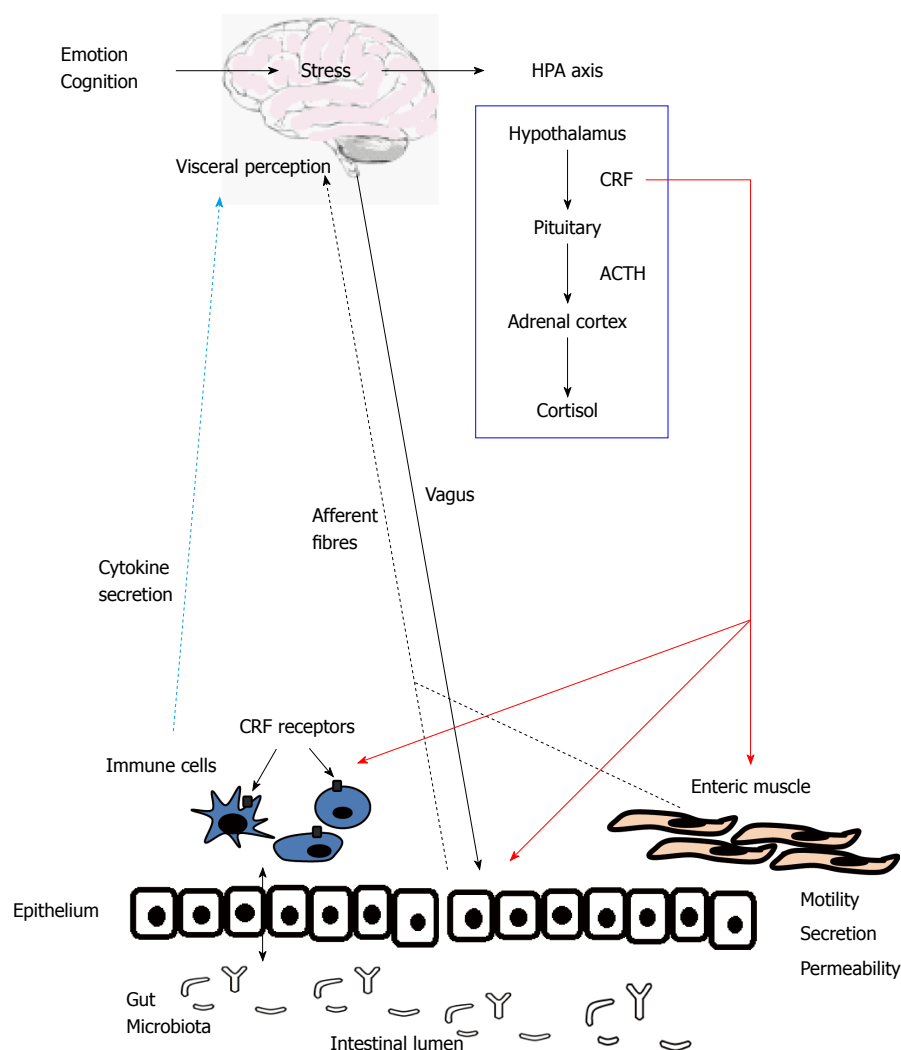 Emotion
Cognition
Stress
HPA axis
Hypothalamus
Visceral perception
CRF
Pituitary
ACTH
Adrenal cortex
Cortisol
Vagus
Afferent
fibres
Cytokine
secretion
CRF receptors
Immune cells
Enteric muscle
Epithelium
Motility
Secretion
Permeability
Gut
Microbiota
Intestinal lumen